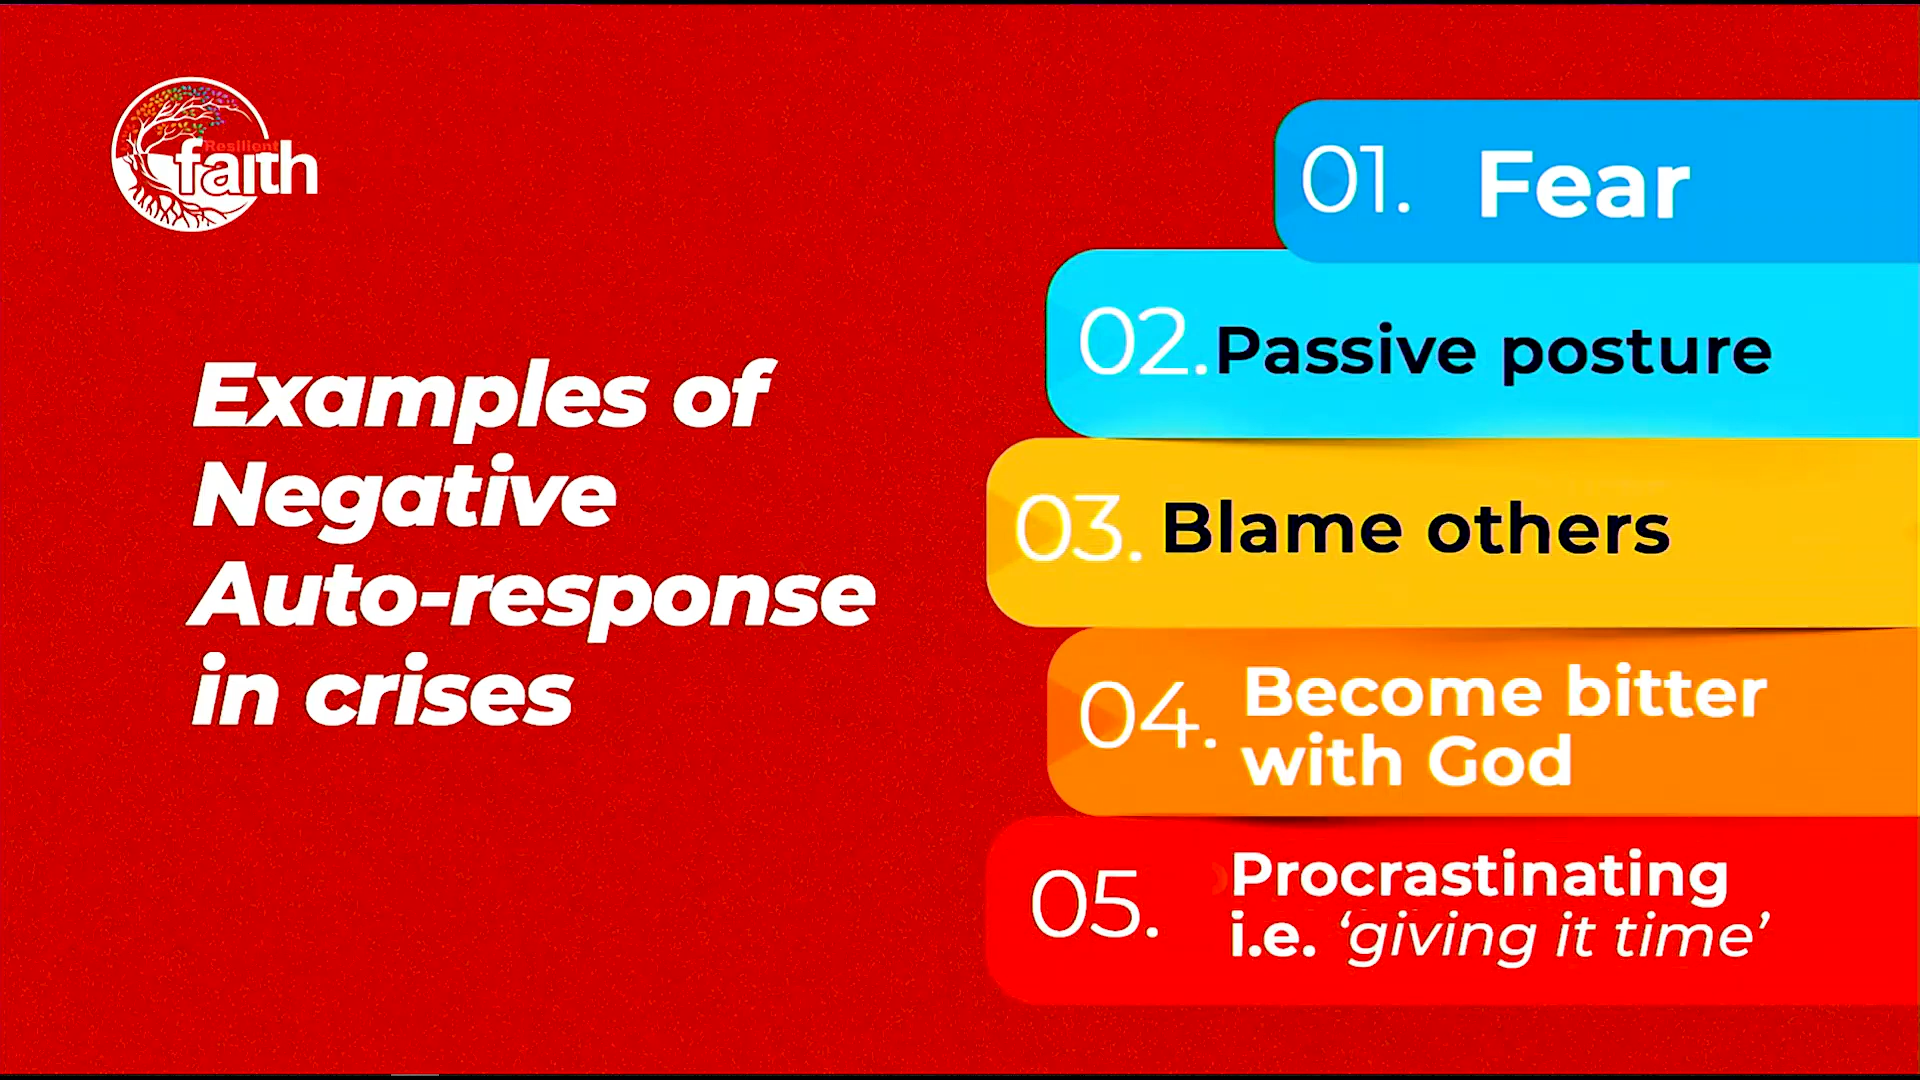 Resilient
faith
Examples of
Negative
Auto-response
in crises
01. Fear
02. Passive posture
03. Blame others
04. Become bitter
with God
05. Procrastinating
i.e. ‘giving it time’